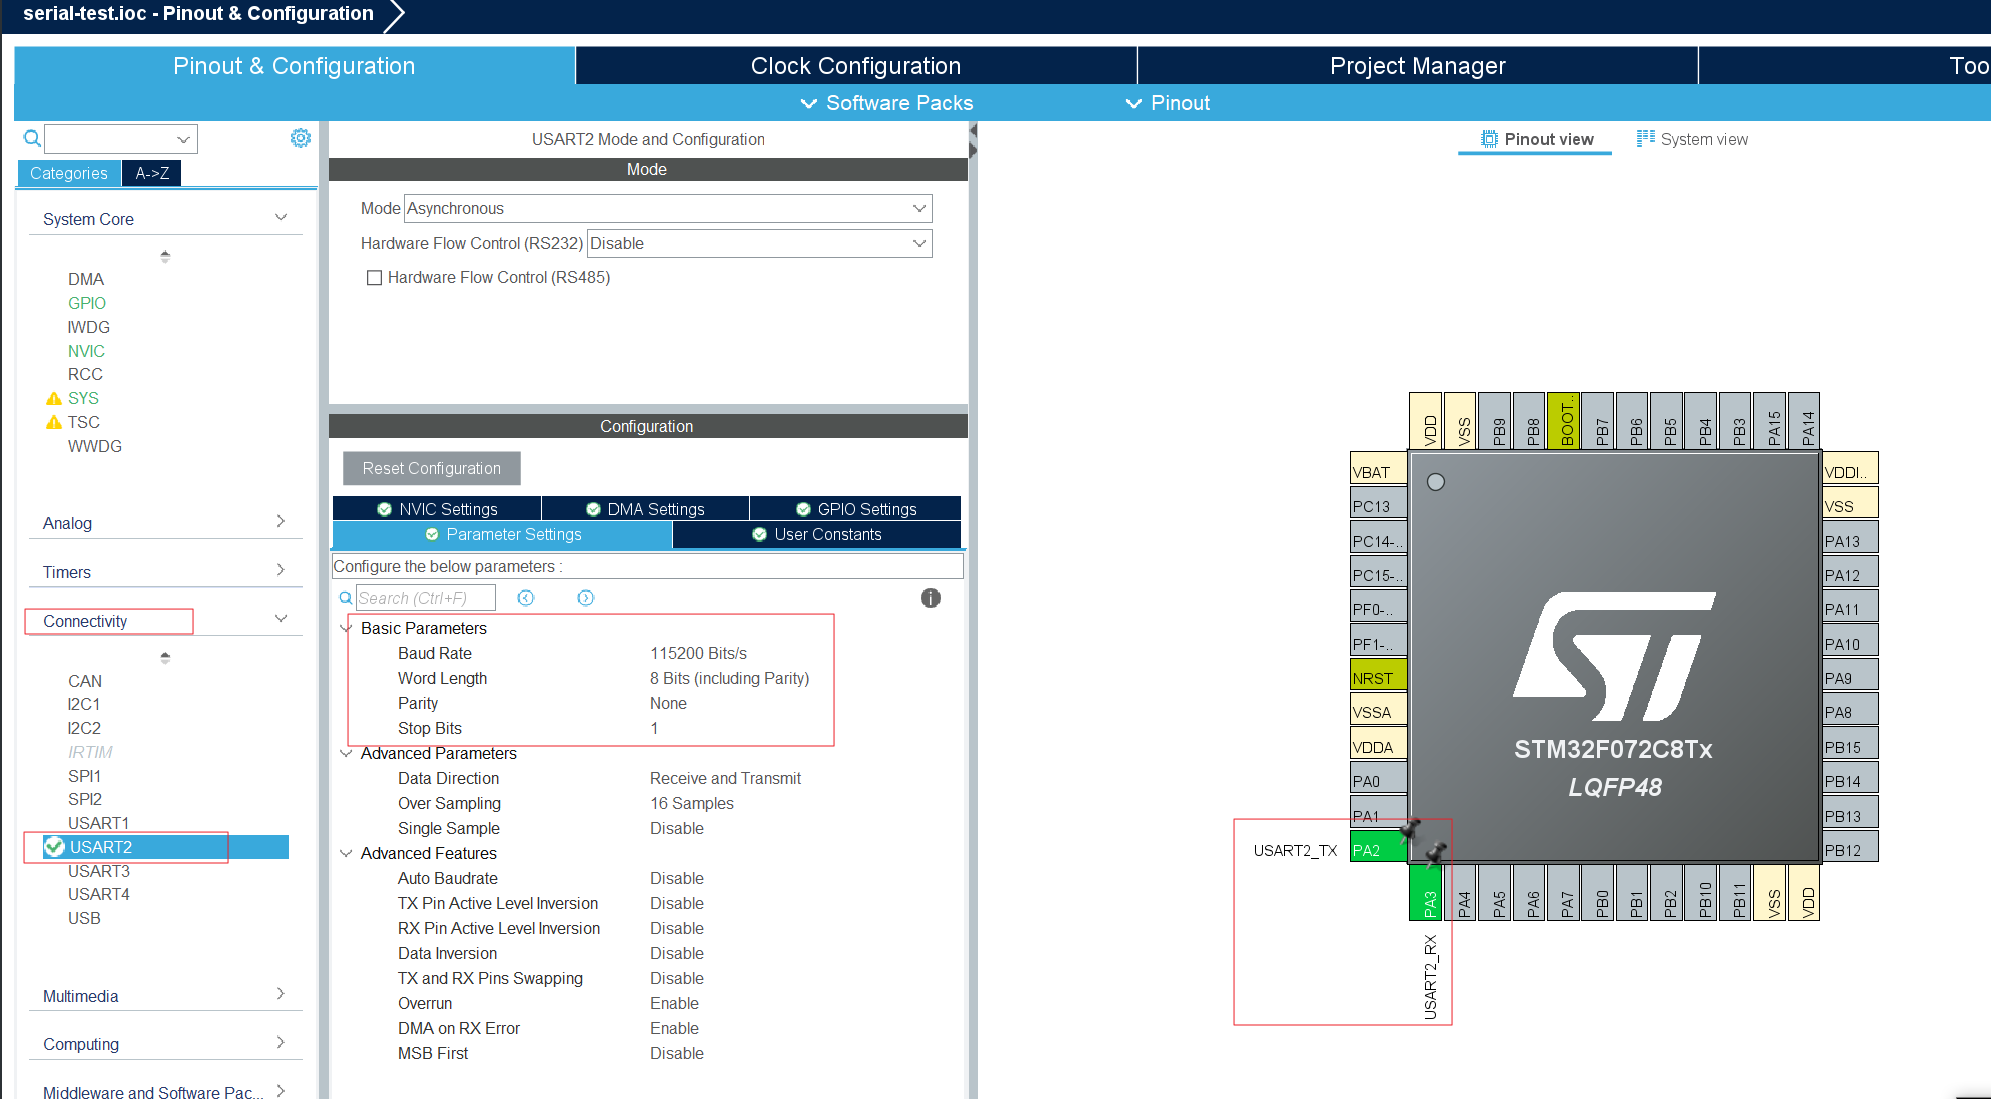 serial-test.ioc - Pinout & Configuration
Pinout & Configuration
Clock Configuration
Project Manager
Too
Software Packs
Pinout
Categories
A->Z
System Core
DMA
GPIO
IWDG
NVIC
RCC
SYS
TSC
WWDG
Analog
Timers
Connectivity
CAN
I2C1
I2C2
IRTIM
SPI1
SPI2
USART1
USART2
USART3
USART4
USB
Multimedia
Computing
Middleware and Software Pac...
USART2 Mode and Configuration
Mode
Mode Asynchronous
Hardware Flow Control (RS232) Disable
Hardware Flow Control (RS485)
Configuration
Reset Configuration
NVIC Settings
DMA Settings
GPIO Settings
Parameter Settings
User Constants
Configure the below parameters :
Search (Ctrl+F)
Basic Parameters
Baud Rate 115200 Bits/s
Word Length 8 Bits (including Parity)
Parity None
Stop Bits 1
Advanced Parameters
Data Direction Receive and Transmit
Over Sampling 16 Samples
Single Sample Disable
Advanced Features
Auto Baudrate Disable
TX Pin Active Level Inversion Disable
RX Pin Active Level Inversion Disable
Data Inversion Disable
TX and RX Pins Swapping Disable
Overrun Enable
DMA on RX Error Enable
MSB First Disable
Pinout view
System view
VDD
VSS
PB9
PB8
BOOT..
PB7
PB6
PB5
PB4
PB3
PA15
PA14
VBAT
PC13
PC14-..
PC15-..
PF0-..
PF1-..
NRST
VSSA
VDDA
PA0
PA1
USART2_TX
PA2
STM32F072C8Tx
LQFP48
VDDI..
VSS
PA13
PA12
PA11
PA10
PA9
PA8
PB15
PB14
PB13
PB12
PA3
PA4
PA5
PA6
PA7
PB0
PB1
PB2
PB10
PB11
VSS
VDD
USART2_RX